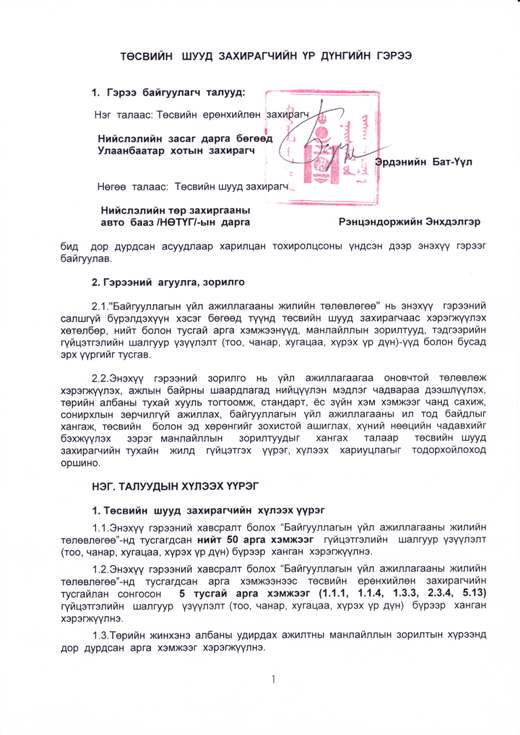 ТӨСВИЙН ШУУД ЗАХИРАГЧИЙН ҮР ДҮНГИЙН ГЭРЭЭ
1. Гэрээ байгуулагч талууд:
Нэг талаас: Төсвийн ерөнхийлөн захирагч
Нийслэлийн засаг дарга бөгөөд
Улаанбаатар хотын захирагч
Эрдэнийн Бат-Үүл
Нөгөө талаас: Төсвийн шууд захирагч
Нийслэлийн төр захиргааны
авто бааз /НӨТҮГ/-ын дарга
Рэнцэндоржийн Энхдэлгэр
бид дор дурдсан асуудлаар харилцан тохиролцсоны үндсэн дээр энэхүү гэрээг
байгуулав.
2. Гэрээний агуулга, зорилго
2.1."Байгууллагын үйл ажиллагааны жилийн төлөвлөгөө" нь энэхүү гэрээний
салшгүй бүрэлдэхүүн хэсэг бөгөөд түүнд төсвийн шууд захирагчаас хэрэгжүүлэх
хөтөлбөр, нийт болон тусгай арга хэмжээнүүд, манлайллын зорилтууд, тэдгээрийн
гүйцэтгэлийн шалгуур үзүүлэлт (тоо, чанар, хугацаа, хүрэх үр дүн)-үүд болон бусад
эрх үүргийг тусгав.
2.2.Энэхүү гэрээний зорилго нь үйл ажиллагаагаа оновчтой төлөвлөж
хэрэгжүүлэх, ажлын байрны шаардлагад нийцүүлэн мэдлэг чадвараа дээшлүүлэх,
төрийн албаны тухай хууль тогтоомж, стандарт, ёс зүйн хэм хэмжээг чанд сахиж,
сонирхлын зөрчилгүй ажиллах, байгууллагын үйл ажиллагааны ил тод байдлыг
хангаж, төсвийн болон эд хөрөнгийг зохистой ашиглах, хүний нөөцийн чадавхийг
бэхжүүлэх зэрэг манлайллын зорилтуудыг хангах талаар төсвийн шууд
захирагчийн тухайн жилд гүйцэтгэх үүрэг, хүлээх хариуцлагыг тодорхойлоход
оршино.
НЭГ. ТАЛУУДЫН ХҮЛЭЭХ ҮҮРЭГ
1. Төсвийн шууд захирагчийн хүлээх үүрэг
1.1.Энэхүү гэрээний хавсралт болох "Байгууллагын үйл ажиллагааны жилийн
төлөвлөгөө"-нд тусгагдсан нийт 50 арга хэмжээг гүйцэтгэлийн шалгуур үзүүлэлт
(тоо, чанар, хугацаа, хүрэх үр дүн) бүрээр ханган хэрэгжүүлнэ.
1.2.Энэхүү гэрээний хавсралт болох "Байгууллагын үйл ажиллагааны жилийн
төлөвлөгөө"-нд тусгагдсан арга хэмжээнээс төсвийн ерөнхийлөн захирагчийн
тусгайлан сонгосон 5 тусгай арга хэмжээг (1.1.1, 1.1.4, 1.3.3, 2.3.4, 5.13)
гүйцэтгэлийн шалгуур үзүүлэлт (тоо, чанар, хугацаа, хүрэх үр дүн) бүрээр ханган
хэрэгжүүлнэ.
1.3.Төрийн жинхэнэ албаны удирдах ажилтны манлайллын зорилтын хүрээнд
дор дурдсан арга хэмжээг хэрэгжүүлнэ.
1